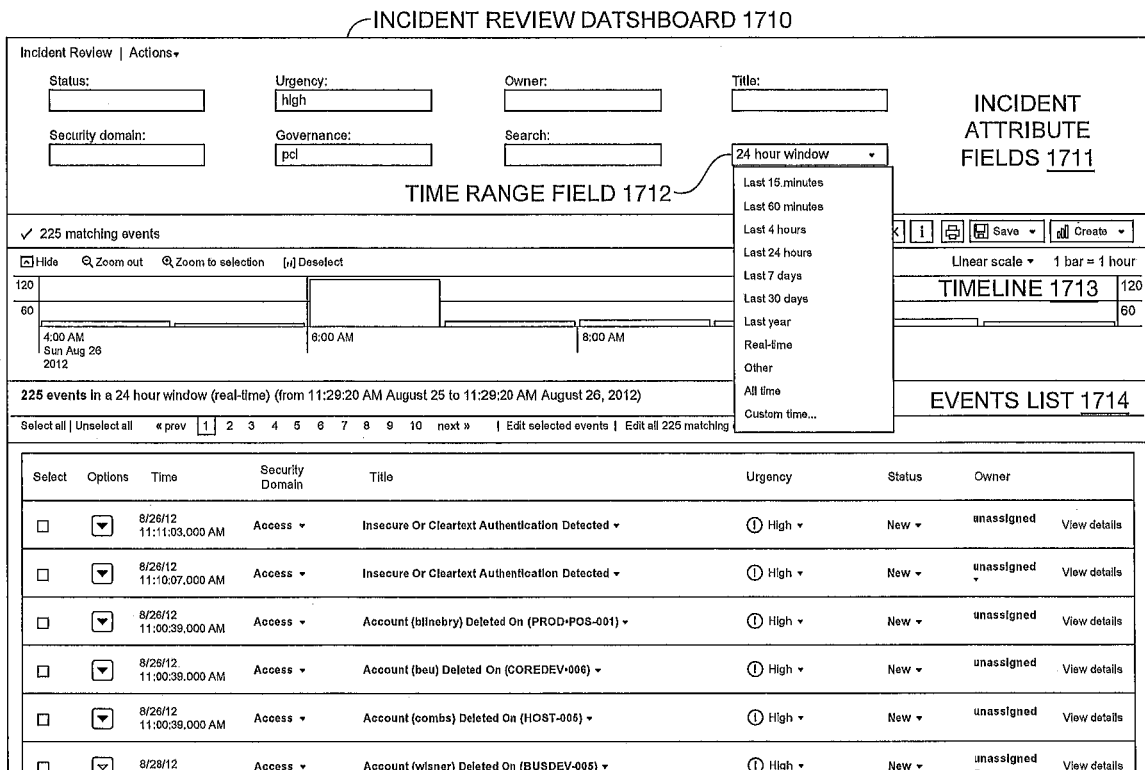 INCIDENT REVIEW DATSHBOARD 1710
Incident Review | Actions
Status: Urgency: Owner: Title:
high
Security domain: Governance: Search:
pci 24 hour window
INCIDENT
ATTRIBUTE
FIELDS 1711
TIME RANGE FIELD 1712
Last 15 minutes
Last 60 minutes
Last 4 hours
Last 24 hours
Last 7 days
Last 30 days
Last year
Real-time
Other
All time
Custom time...
✓ 225 matching events
i Save Create
Hide Zoom out Zoom to selection Deselect Linear scale 1 bar = 1 hour
TIMELINE 1713
120 120
60 60
4:00 AM 6:00 AM 8:00 AM
Sun Aug 26
2012
225 events in a 24 hour window (real-time) (from 11:29:20 AM August 25 to 11:29:20 AM August 26, 2012)
EVENTS LIST 1714
Select all | Unselect all « prev 1 2 3 4 5 6 7 8 9 10 next » | Edit selected events | Edit all 225 matching
Select Options Time Security Domain Title Urgency Status Owner
8/26/12 11:11:03.000 AM Access Insecure Or Cleartext Authentication Detected High New unassigned View details
8/26/12 11:10:07.000 AM Access Insecure Or Cleartext Authentication Detected High New unassigned View details
8/26/12 11:00:39.000 AM Access Account (blinebry) Deleted On (PROD•POS-001) High New unassigned View details
8/26/12 11:00:39.000 AM Access Account (beu) Deleted On (COREDEV•006) High New unassigned View details
8/26/12 11:00:39.000 AM Access Account (combs) Deleted On (HOST-005) High New unassigned View details
8/28/12 Access Account (wisner) Deleted On (BUSDEV-005) High New unassigned View details